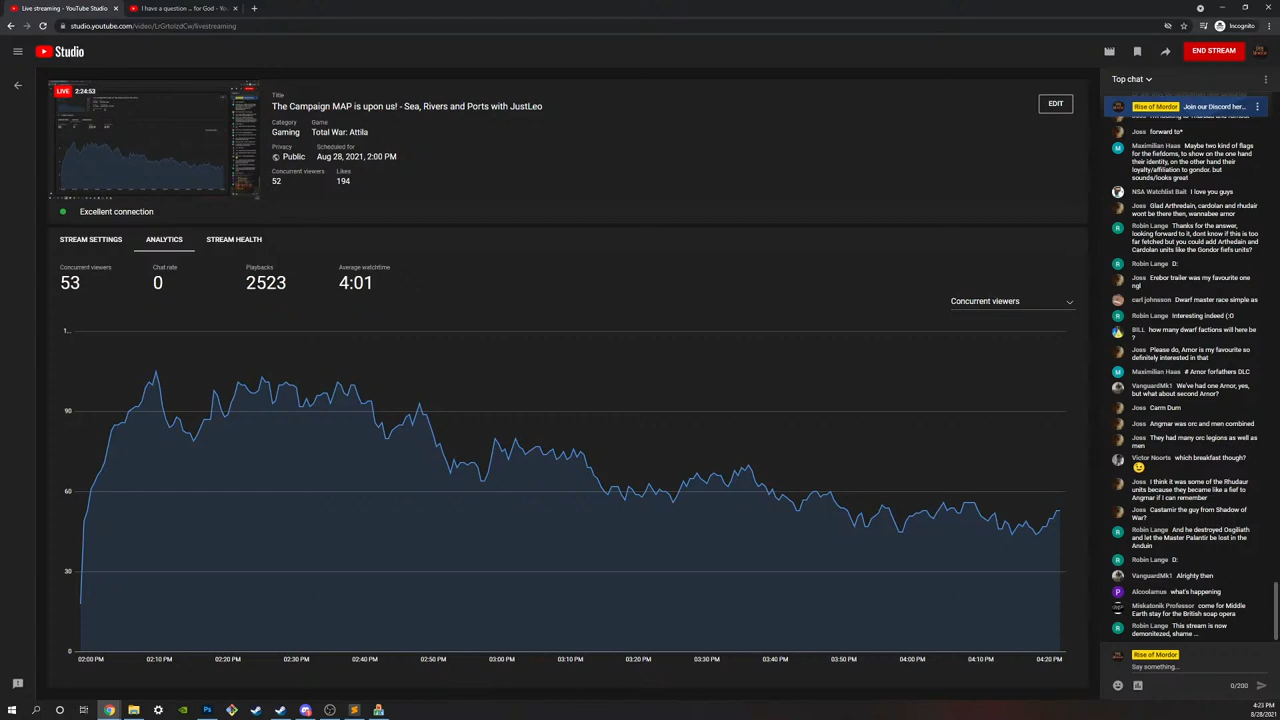 Live streaming - YouTube Studio
I have a question ... for God - You
studio.youtube.com/video/LrGrtoIzdCw/livestreaming
Incognito
Studio
END STREAM
LIVE
2:24:53
Title
The Campaign MAP is upon us! - Sea, Rivers and Ports with JustLeo
EDIT
Category
Game
Gaming
Total War: Attila
Privacy
Scheduled for
Public
Aug 28, 2021, 2:00 PM
Concurrent viewers
Likes
52
194
Excellent connection
STREAM SETTINGS
ANALYTICS
STREAM HEALTH
Concurrent viewers
Chat rate
Playbacks
Average watchtime
53
0
2523
4:01
Concurrent viewers
1...
90
60
30
0
02:00 PM
02:10 PM
02:20 PM
02:30 PM
02:40 PM
02:50 PM
03:00 PM
03:10 PM
03:20 PM
03:30 PM
03:40 PM
03:50 PM
04:00 PM
04:10 PM
04:20 PM
Top chat
Rise of Mordor Join our Discord her...
Joss forward to*
Maximilian Haas Maybe two kind of flags
for the fiefdoms, to show on the one hand
their identity, on the other hand their
loyalty/affiliation to gondor. but
sounds/looks great
NSA Watchlist Bait I love you guys
Joss Glad Arthredain, cardolan and rhudair
wont be there then, wannabee arnor
Robin Lange Thanks for the answer,
looking forward to it, dont know if this is too
far fetched but you could add Arthedain and
Cardolan units like the Gondor fiefs units?
Robin Lange D:
Joss Erebor trailer was my favourite one
ngl
carl johnsson Dwarf master race simple as
Robin Lange Interesting indeed (:O
BILL how many dwarf factions will here be
?
Joss Please do, Arnor is my favourite so
definitely interested in that
Maximilian Haas # Arnor forfathers DLC
VanguardMk1 We've had one Arnor, yes,
but what about second Arnor?
Joss Carm Dum
Joss Angmar was orc and men combined
Joss They had many orc legions as well as
men
Victor Noorts which breakfast though?
😉
Joss I think it was some of the Rhudaur
units because they became like a fief to
Angmar if I can remember
Joss Castamir the guy from Shadow of
War?
Robin Lange And he destroyed Osgiliath
and let the Master Palantir be lost in the
Anduin
Robin Lange D:
VanguardMk1 Alrighty then
Alcoolamus what's happening
Miskatonik Professor come for Middle
Earth stay for the British soap opera
Robin Lange This stream is now
demonitezed, shame ...
Rise of Mordor
Say something...
0/200
4:23 PM
8/28/2021